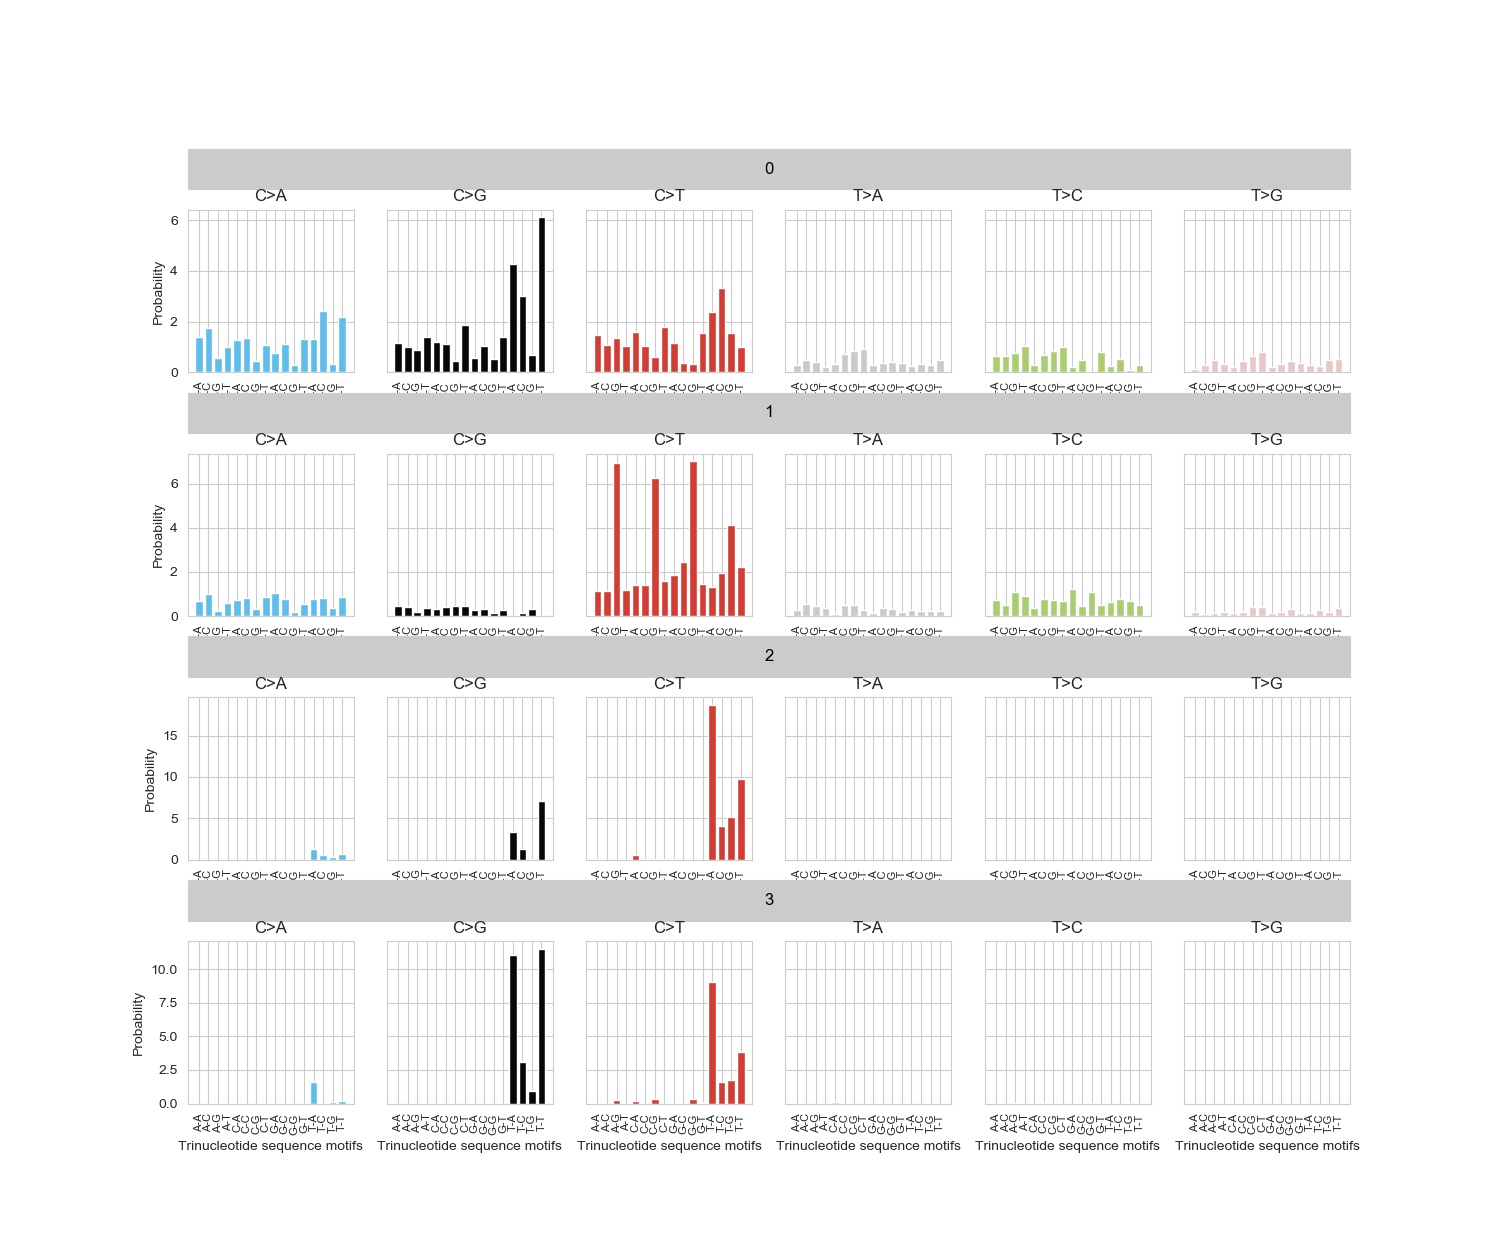 0
C>A C>G C>T T>A T>C T>G
Probability
6
4
2
0
-A -C -G -T -A -C -G -T -A -C -G -T -A -C -G -T
1
C>A C>G C>T T>A T>C T>G
Probability
6
4
2
0
2
C>A C>G C>T T>A T>C T>G
Probability
15
10
5
0
3
C>A C>G C>T T>A T>C T>G
Probability
10.0
7.5
5.0
2.5
0.0
A-A A-C A-G A-T C-A C-C C-G C-T G-A G-C G-G G-T T-A T-C T-G T-T
A-A A-C A-G A-T C-A C-C C-G C-T G-A G-C G-G G-T T-A T-C T-G T-T
A-A A-C A-G A-T C-A C-C C-G C-T G-A G-C G-G G-T T-A T-C T-G T-T
A-A A-C A-G A-T C-A C-C C-G C-T G-A G-C G-G G-T T-A T-C T-G T-T
A-A A-C A-G A-T C-A C-C C-G C-T G-A G-C G-G G-T T-A T-C T-G T-T
A-A A-C A-G A-T C-A C-C C-G C-T G-A G-C G-G G-T T-A T-C T-G T-T
Trinucleotide sequence motifs Trinucleotide sequence motifs Trinucleotide sequence motifs Trinucleotide sequence motifs Trinucleotide sequence motifs Trinucleotide sequence motifs